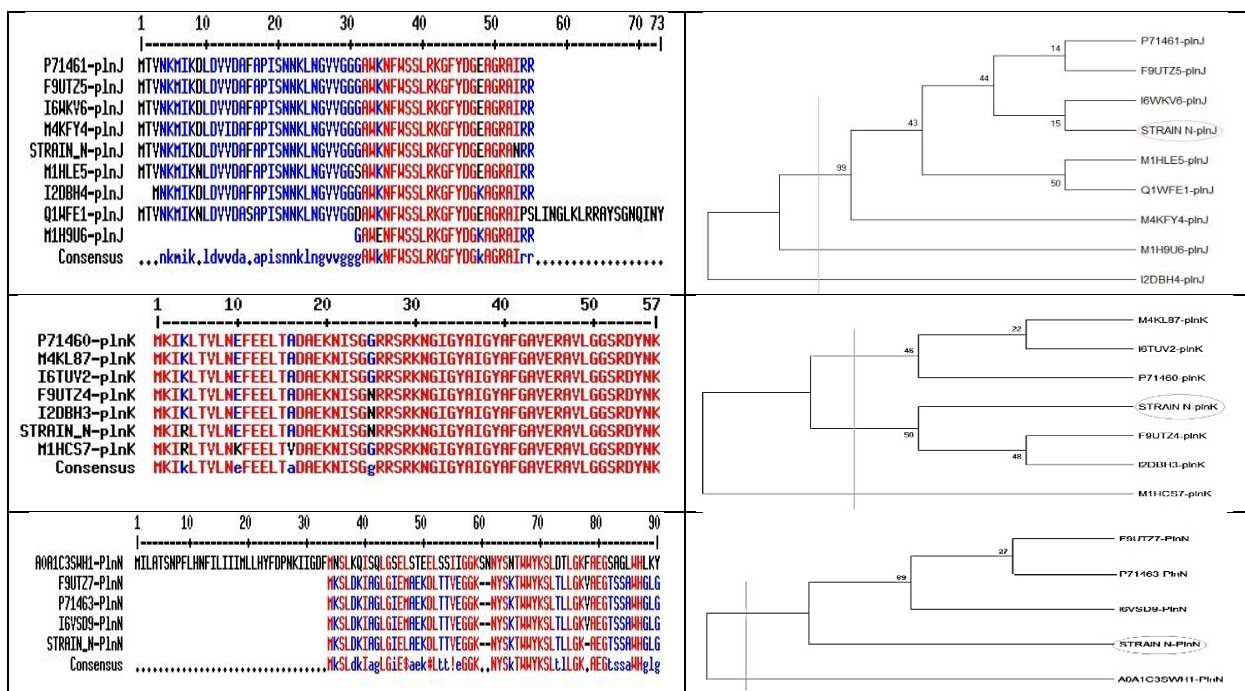 1 10 20 30 40 50 60 70 73
P71461-plnJ MTVNKMIKDLDVVDAFAPISNNKLNGVVGGGAWKNFWSSLRKGFYDGEAGRAIRR
F9UTZ5-plnJ MTVNKMIKDLDVVDAFAPISNNKLNGVVGGGAWKNFWSSLRKGFYDGEAGRAIRR
I6WKV6-plnJ MTVNKMIKDLDVVDAFAPISNNKLNGVVGGGAWKNFWSSLRKGFYDGEAGRAIRR
M4KFY4-plnJ MTVNKMIKDLDVIDAFAPISNNKLNGVVGGGAWKNFWSSLRKGFYDGEAGRAIRR
STRAIN_N-plnJ MTVNKMIKDLDVVDAFAPISNNKLNGVVGGGAWKNFWSSLRKGFYDGEAGRANRR
M1HLE5-plnJ MTVNKMIKNLDVVDAFAPISNNKLNGVVGGSAWKNFWSSLRKGFYDGEAGRAIRR
I2DBH4-plnJ MNKMIKDLDVVDAFAPISNNKLNGVVGGGAWKNFWSSLRKGFYDGKAGRAIRR
Q1WFE1-plnJ MTVNKMIKNLDVVDASAPISNNKLNGVVGGDAWKNFWSSLRKGFYDGEAGRAIPSLINGLKLRRAYSGNQINY
M1H9U6-plnJ GAWENFWSSLRKGFYDGKAGRAIRR
Consensus ...nkmik.ldvvda.apisnnklngvvgggAWkNFWSSLRKGFYDGkAGRAIrr..................
P71461-plnJ
14
F9UTZ5-plnJ
44
I6WKV6-plnJ
15
STRAIN N-plnJ
43
M1HLE5-plnJ
99
50
Q1WFE1-plnJ
M4KFY4-plnJ
M1H9U6-plnJ
I2DBH4-plnJ
1 10 20 30 40 50 57
P71460-plnK MKIKLTVLNEFEELTADAEKNISGGRRSRKNGIGYAIGYAFGAVERAVLGGSRDYNK
M4KL87-plnK MKIKLTVLNEFEELTADAEKNISGGRRSRKNGIGYAIGYAFGAVERAVLGGSRDYNK
I6TUV2-plnK MKIKLTVLNEFEELTADAEKNISGGRRSRKNGIGYAIGYAFGAVERAVLGGSRDYNK
F9UTZ4-plnK MKIKLTVLNEFEELTADAEKNISGNRRSRKNGIGYAIGYAFGAVERAVLGGSRDYNK
I2DBH3-plnK MKIKLTVLNEFEELTADAEKNISGNRRSRKNGIGYAIGYAFGAVERAVLGGSRDYNK
STRAIN_N-plnK MKIRLTVLNEFEELTADAEKNISGNRRSRKNGIGYAIGYAFGAVERAVLGGSRDYNK
M1HCS7-plnK MKIRLTVLNKFEELTVDAEKNISGGRRSRKNGIGYAIGYAFGAVERAVLGGSRDYNK
Consensus MKIkLTVLNeFEELTaDAEKNISGgRRSRKNGIGYAIGYAFGAVERAVLGGSRDYNK
M4KL87-plnK
22
I6TUV2-plnK
46
P71460-plnK
STRAIN N-plnK
50
F9UTZ4-plnK
48
I2DBH3-plnK
M1HCS7-plnK
1 10 20 30 40 50 60 70 80 90
A0A1C3SWH1-PlnN MILATSNPFLHNFILIIIMLLHYFDPNKIIGDFMNSLKQISQLGSELSTEELSSIIGGKSNNYSNTWWYKSLDTLGKFAEGSAGLWHLKY
F9UTZ7-PlnN MKSLDKIAGLGIEMAEKDLTTVEGGK--NYSKTWWYKSLTLLGKVAEGTSSAWHGLG
P71463-PlnN MKSLDKIAGLGIEMAEKDLTTVEGGK--NYSKTWWYKSLTLLGKVAEGTSSAWHGLG
I6VSD9-PlnN MKSLDKIAGLGIEMAEKDLTTVEGGK--NYSKTWWYKSLTLLGKVAEGTSSAWHGLG
STRAIN_N-PlnN MKSLDKIAGLGIELAEKDLTTVEGGK--NYSKTWWYKSLTLLGK-AEGTSSAWHGLG
Consensus .................................MkSLdkIagLGiE$aek#Ltt!eGGK..NYSkTWWYKSLtlLGK.AEGtssaWHglg
F9UTZ7-PlnN
27
P71463-PlnN
69
I6VSD9-PlnN
STRAIN N-PlnN
A0A1C3SWH1-PlnN